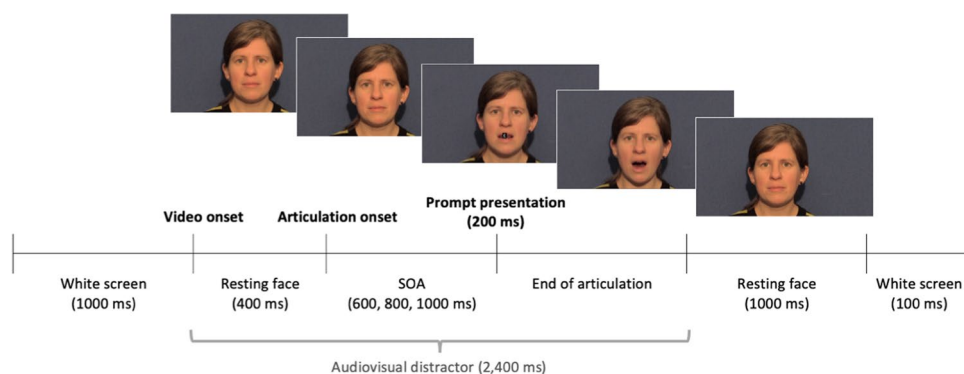 Video onset
Articulation onset
Prompt presentation
(200 ms)
White screen
(1000 ms)
Resting face
(400 ms)
SOA
(600, 800, 1000 ms)
End of articulation
Resting face
(1000 ms)
White screen
(100 ms)
Audiovisual distractor (2,400 ms)